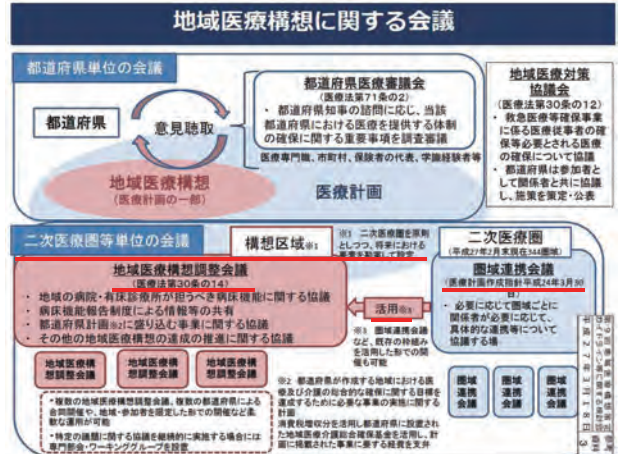 地域医療構想に関する会議
都道府県単位の会議
都道府県
意見聴取
都道府県医療審議会
(医療法第71条の2)
・ 都道府県知事の諮問に応じ、当該
都道府県における医療を提供する体制
の確保に関する重要事項を調査審議
医療専門職、市町村、保険者の代表、学識経験者等
地域医療構想
(医療計画の一部)
医療計画
地域医療対策
協議会
(医療法第30条の12)
・ 救急医療等確保事業
に係る医療従事者の確
保等必要とされる医療
の確保について協議
・ 都道府県は参加者と
して関係者と共に協議
し、施策を策定・公表
二次医療圏等単位の会議
構想区域※1
※1 二次医療圏を原則
としつつ、将来における
要素を勘案して設定
地域医療構想調整会議
(医療法第30条の14)
・ 地域の病院・有床診療所が担うべき病床機能に関する協議
・ 病床機能報告制度による情報等の共有
・ 都道府県計画※2に盛り込む事業に関する協議
・ その他の地域医療構想の達成の推進に関する協議
活用※3
※3 圏域連携会議
など、既存の枠組み
を活用した形での開
催も可能
二次医療圏
(平成27年2月末現在344圏域)
圏域連携会議
(医療計画作成指針平成24年3月30
日)
・ 必要に応じて圏域ごとに
関係者が必要に応じて、
具体的な連携等について
協議する場
地域医療構
想調整会議
地域医療構
想調整会議
地域医療構
想調整会議
・複数の地域医療構想調整会議、複数の都道府県による
合同開催や、地域・参加者を限定した形での開催など柔
軟な運用が可能
・特定の議題に関する協議を継続的に実施する場合には
専門部会・ワーキンググループを設置
※2 都道府県が作成する地域における医
療及び介護の総合的な確保に関する目標を
達成するために必要な事業の実施に関する
計画
消費税増収分を活用し都道府県に設置され
た地域医療介護総合確保基金を活用し、計
画に掲載された事業に要する経費を支弁
圏域
連携
会議
圏域
連携
会議
圏域
連携
会議
平成27年3月18日
3